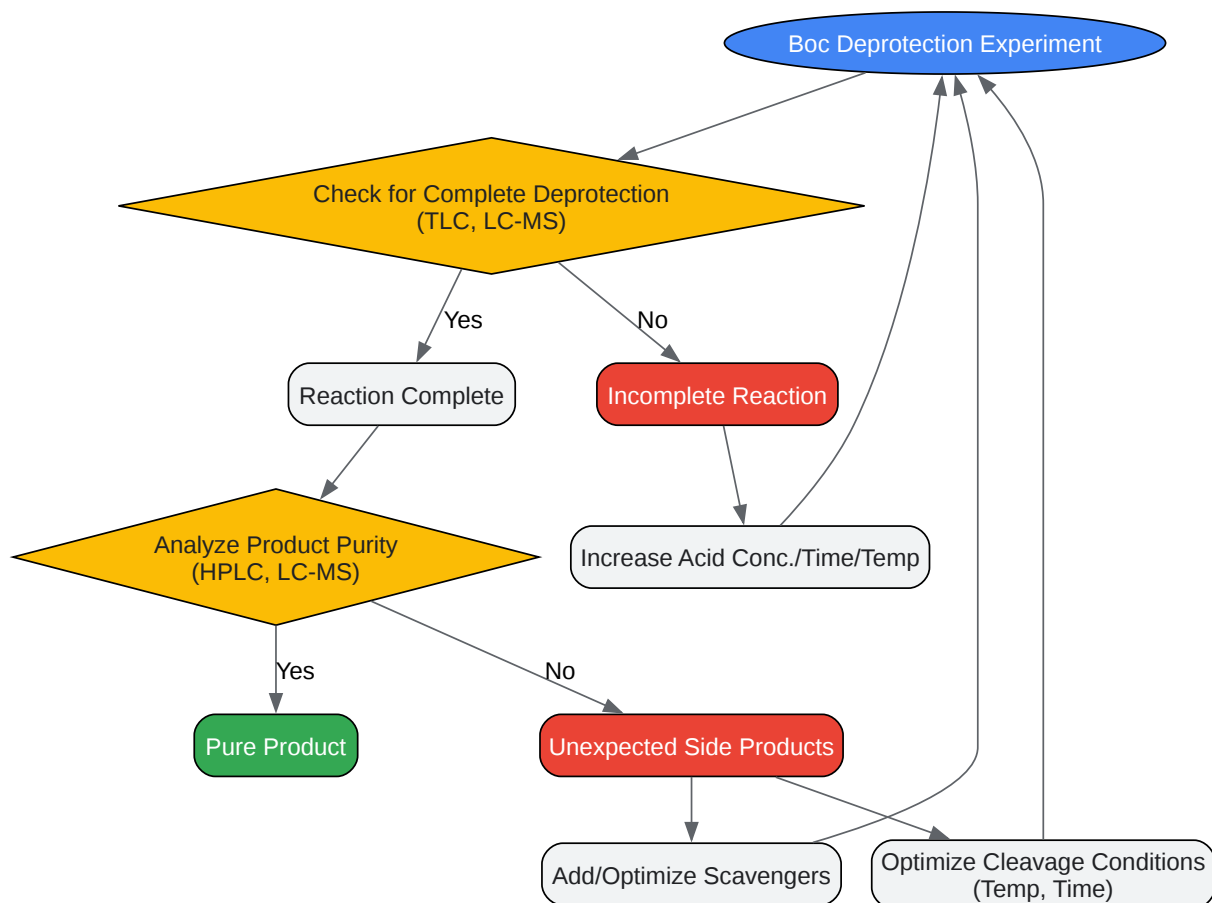 Boc Deprotection Experiment
Check for Complete Deprotection
(TLC, LC-MS)
Yes
No
Reaction Complete
Incomplete Reaction
Analyze Product Purity
(HPLC, LC-MS)
Increase Acid Conc./Time/Temp
Yes
No
Pure Product
Unexpected Side Products
Add/Optimize Scavengers
Optimize Cleavage Conditions
(Temp, Time)